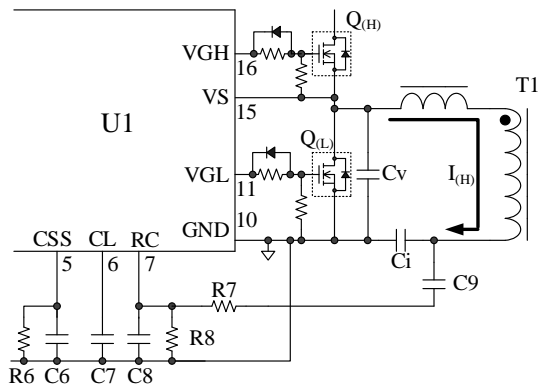 Q(H)
VGH
16
T1
VS
15
U1
Q(L)
I(H)
VGL
11
Cv
10
GND
CSS CL RC
Ci
5 6 7
C9
R7
R8
R6 C6 C7 C8